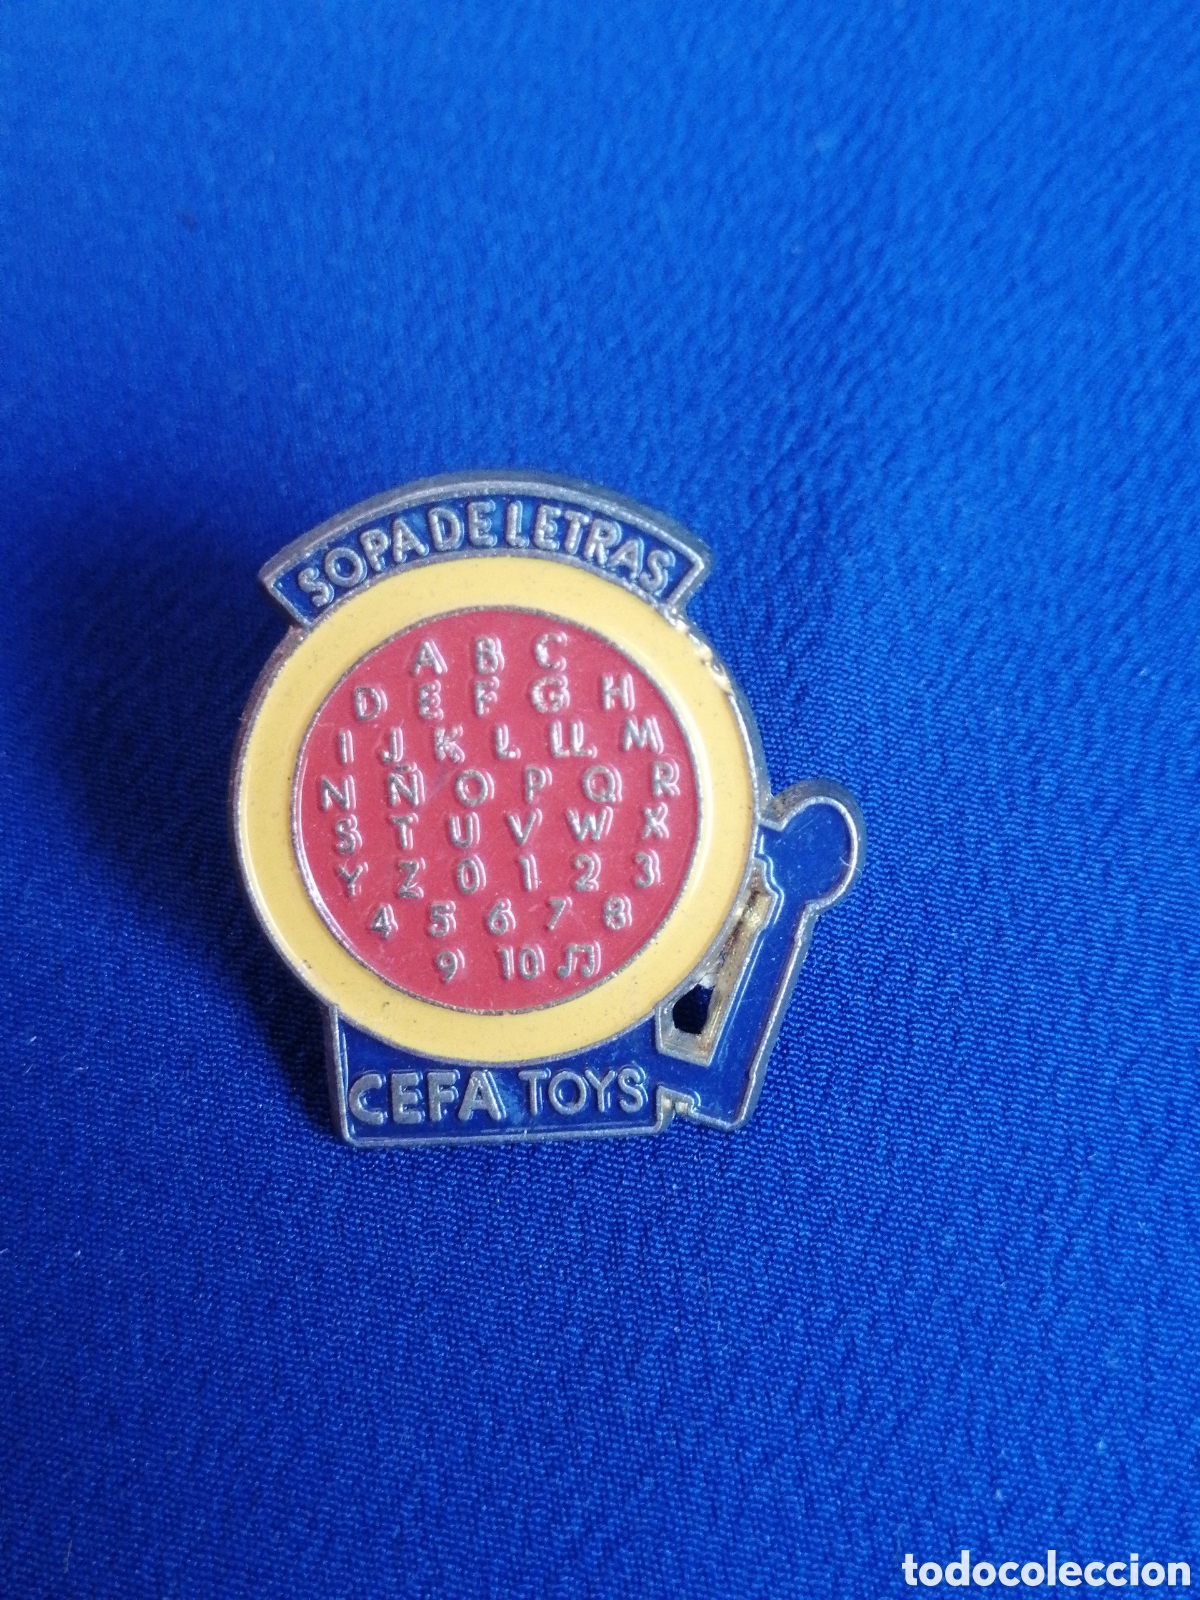 SOPA DE LETRAS
A B C
D E F G H
I J K L LL M
N Ñ O P Q R
S T U V W X
Y Z 0 1 2 3
4 5 6 7 8
9 10 ♫
CEFA TOYS
todocoleccion